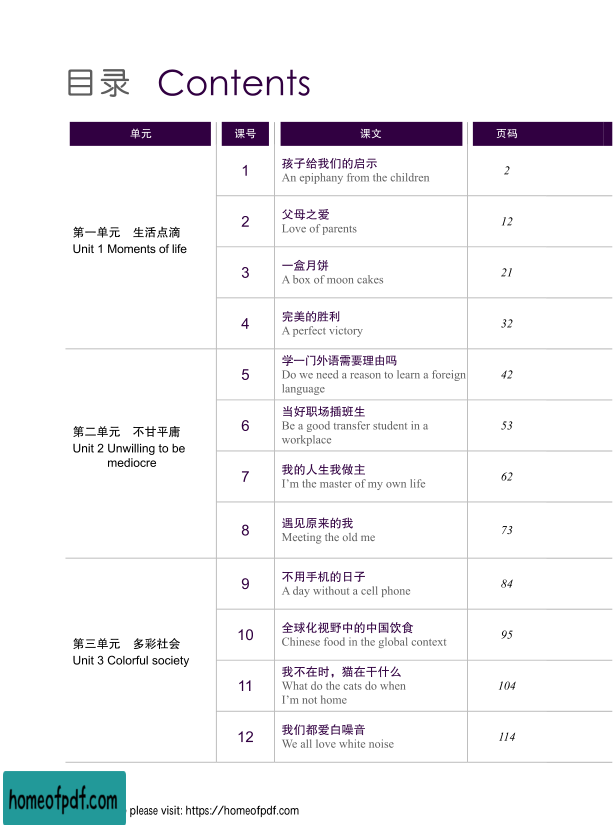 目录 Contents
单元 课号 课文 页码
第一单元 生活点滴
Unit 1 Moments of life
1 孩子给我们的启示 2
An epiphany from the children
2 父母之爱 12
Love of parents
3 一盒月饼 21
A box of moon cakes
4 完美的胜利 32
A perfect victory
第二单元 不甘平庸
Unit 2 Unwilling to be
mediocre
5 学一门外语需要理由吗 42
Do we need a reason to learn a foreign
language
6 当好职场插班生 53
Be a good transfer student in a
workplace
7 我的人生我做主 62
I'm the master of my own life
8 遇见原来的我 73
Meeting the old me
第三单元 多彩社会
Unit 3 Colorful society
9 不用手机的日子 84
A day without a cell phone
10 全球化视野中的中国饮食 95
Chinese food in the global context
11 我不在时，猫在干什么 104
What do the cats do when
I'm not home
12 我们都爱白噪音 114
We all love white noise
homeofpdf.com
please visit: https://homeofpdf.com